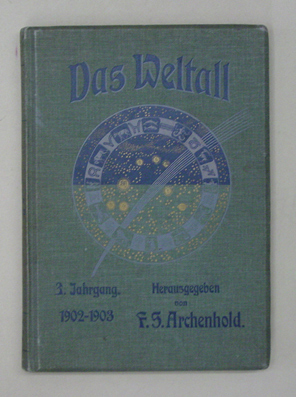 Das Weltall
3. Jahrgang.
1902-1903
Herausgegeben
von
F. S. Archenhold.